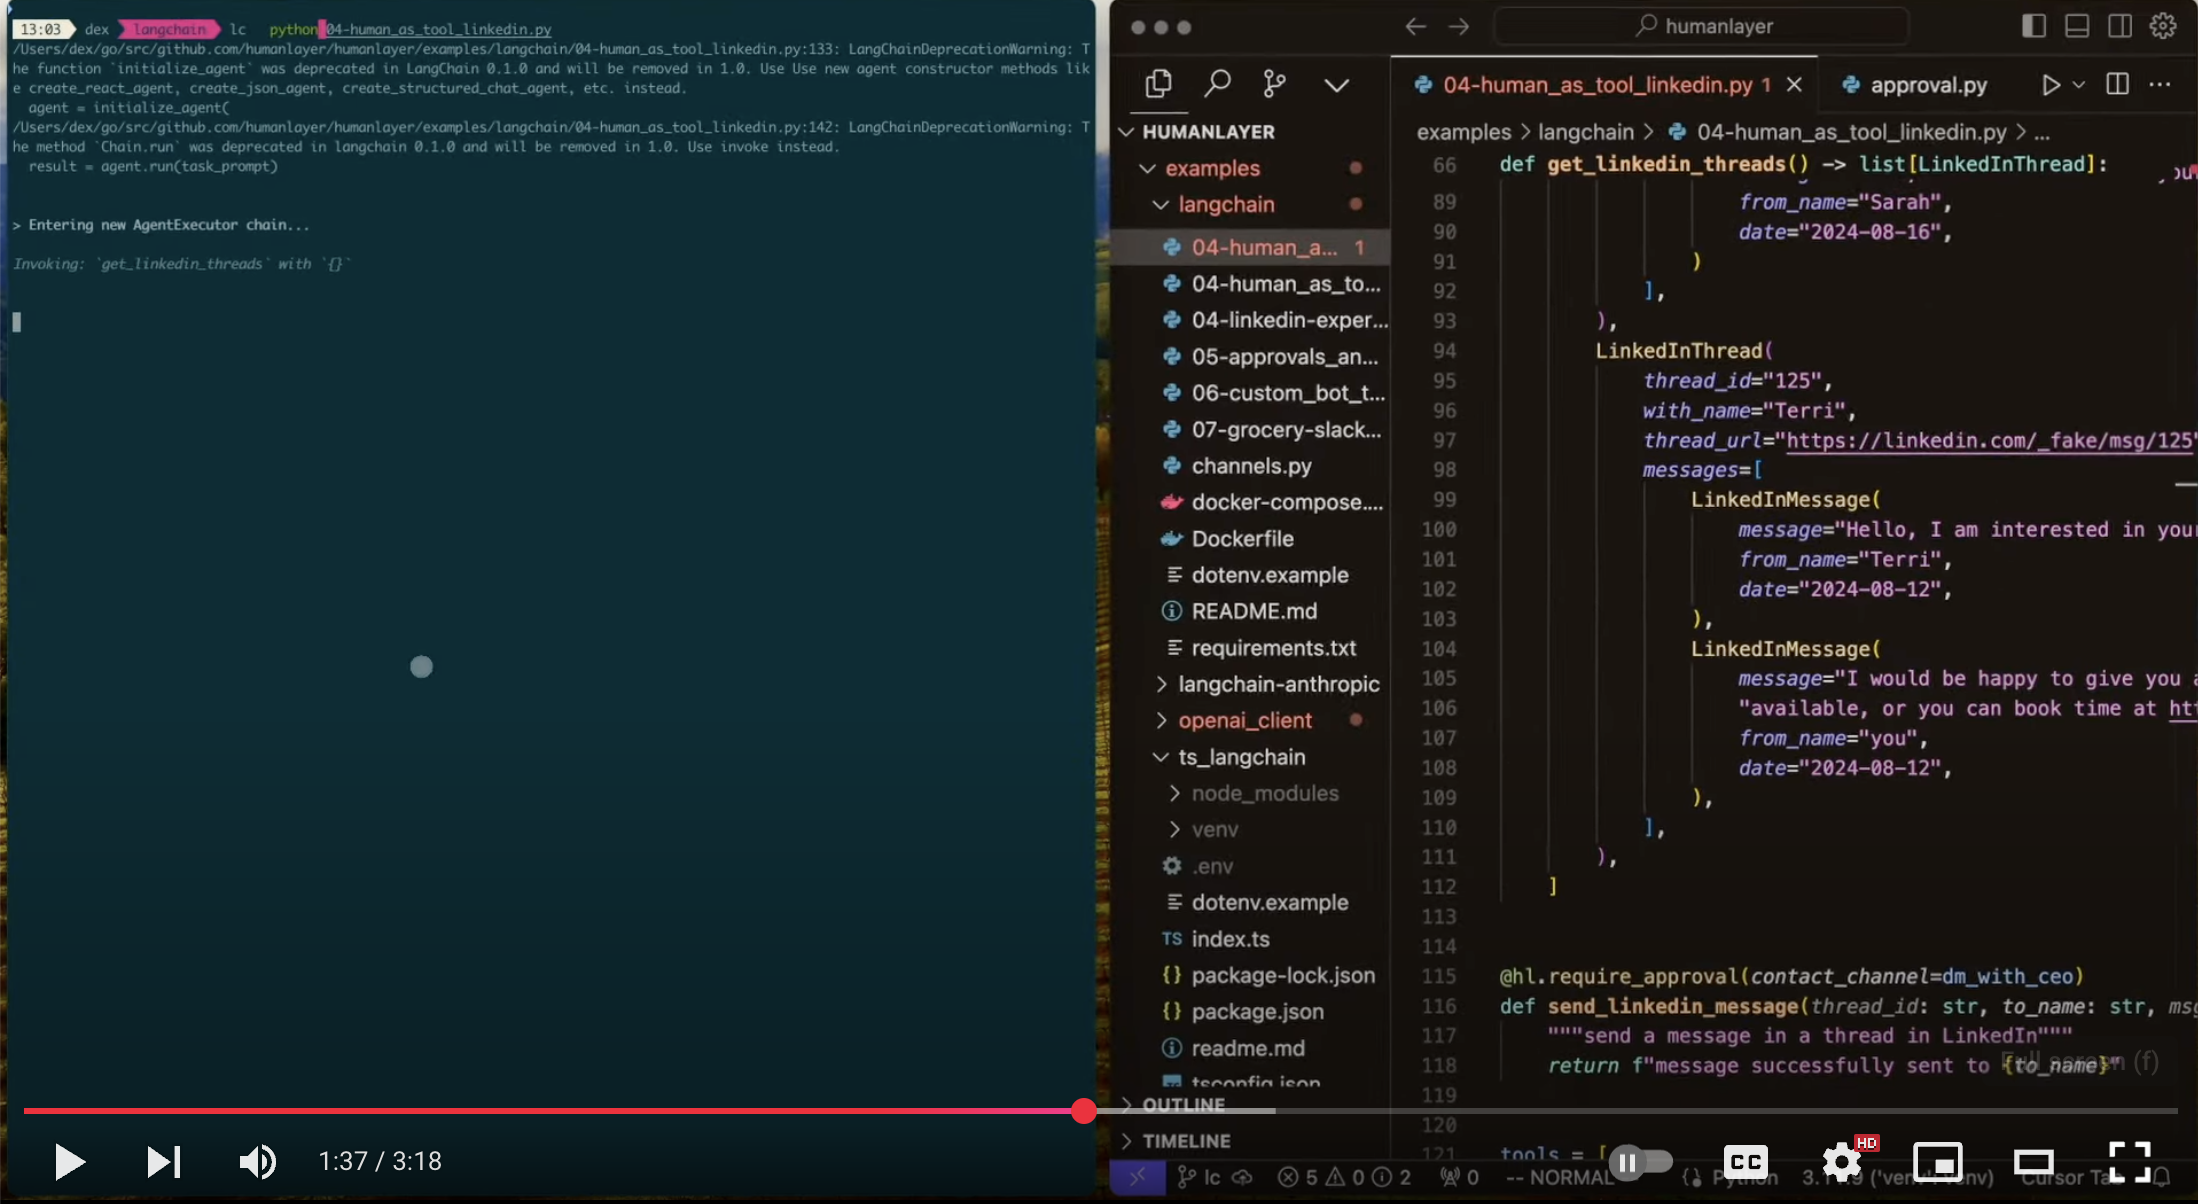 13:03 dex langchain lc python 04-human_as_tool_linkedin.py
/Users/dex/go/src/github.com/humanlayer/humanlayer/examples/langchain/04-human_as_tool_linkedin.py:133: LangChainDeprecationWarning: T
he function `initialize_agent` was deprecated in LangChain 0.1.0 and will be removed in 1.0. Use Use new agent constructor methods lik
e create_react_agent, create_json_agent, create_structured_chat_agent, etc. instead.
agent = initialize_agent(
/Users/dex/go/src/github.com/humanlayer/humanlayer/examples/langchain/04-human_as_tool_linkedin.py:142: LangChainDeprecationWarning: T
he method `Chain.run` was deprecated in langchain 0.1.0 and will be removed in 1.0. Use invoke instead.
result = agent.run(task_prompt)
> Entering new AgentExecutor chain...
Invoking: `get_linkedin_threads` with `{}`
humanlayer
HUMANLAYER
examples
langchain
04-human_a... 1
04-human_as_to...
04-linkedin-exper...
05-approvals_an...
06-custom_bot_t...
07-grocery-slack...
channels.py
docker-compose....
Dockerfile
dotenv.example
README.md
requirements.txt
langchain-anthropic
openai_client
ts_langchain
node_modules
venv
.env
dotenv.example
TS index.ts
{} package-lock.json
{} package.json
readme.md
tsconfig.json
OUTLINE
TIMELINE
04-human_as_tool_linkedin.py 1
approval.py
examples > langchain > 04-human_as_tool_linkedin.py > ...
66 def get_linkedin_threads() -> list[LinkedInThread]:
89 from_name="Sarah",
90 date="2024-08-16",
91 )
92 ],
93 ),
94 LinkedInThread(
95 thread_id="125",
96 with_name="Terri",
97 thread_url="https://linkedin.com/_fake/msg/125"
98 messages=[
99 LinkedInMessage(
100 message="Hello, I am interested in your
101 from_name="Terri",
102 date="2024-08-12",
103 ),
104 LinkedInMessage(
105 message="I would be happy to give you a
106 "available, or you can book time at htt
107 from_name="you",
108 date="2024-08-12",
109 ),
110 ],
111 ),
112 ]
113
114
115 @hl.require_approval(contact_channel=dm_with_ceo)
116 def send_linkedin_message(thread_id: str, to_name: str, msg
117 """send a message in a thread in LinkedIn"""
118 return f"message successfully sent to {to_name}"
Full screen (f)
119
120
121 tools = [
lc 5 0 2 0 -- NORMAL {} Python 3.11.9 ('venv': venv) Cursor Tab
1:37 / 3:18
CC
HD